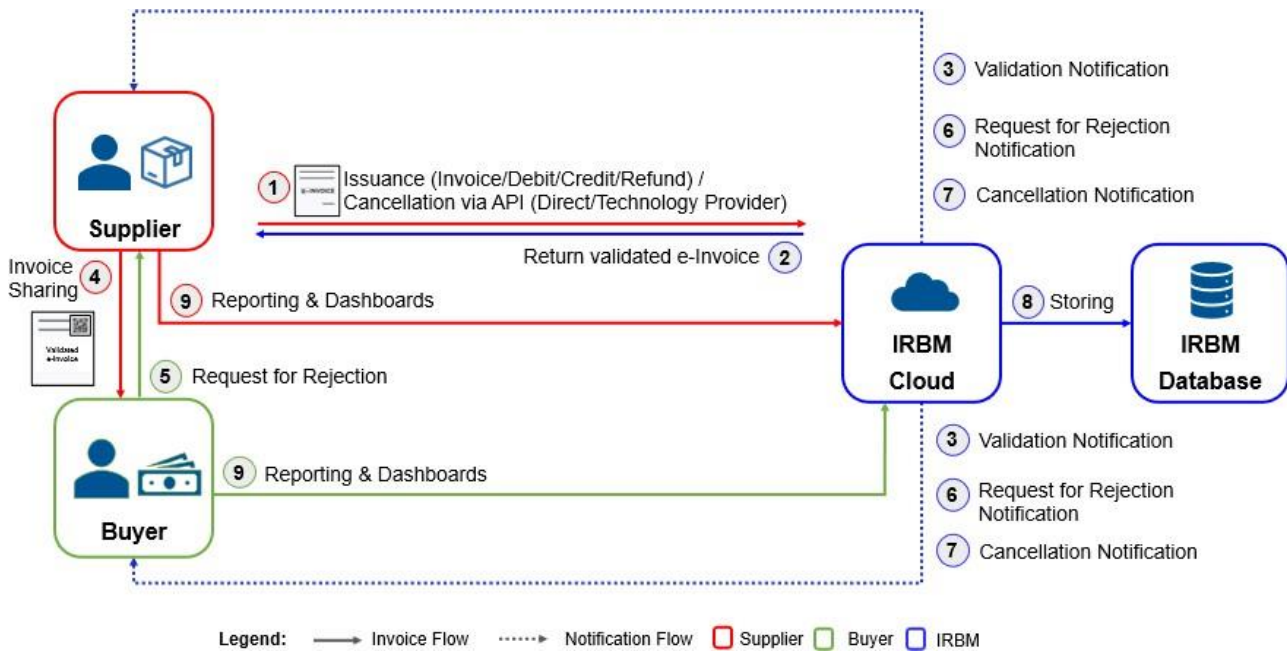 3 Validation Notification
6 Request for Rejection
Notification
7 Cancellation Notification
Supplier
1 e-INVOICE Issuance (Invoice/Debit/Credit/Refund) /
Cancellation via API (Direct/Technology Provider)
Return validated e-Invoice 2
Invoice
Sharing
4
Validated
e-Invoice
9 Reporting & Dashboards
IRBM
Cloud
8 Storing
IRBM
Database
5 Request for Rejection
Buyer
9 Reporting & Dashboards
3 Validation Notification
6 Request for Rejection
Notification
7 Cancellation Notification
Legend: Invoice Flow Notification Flow Supplier Buyer IRBM